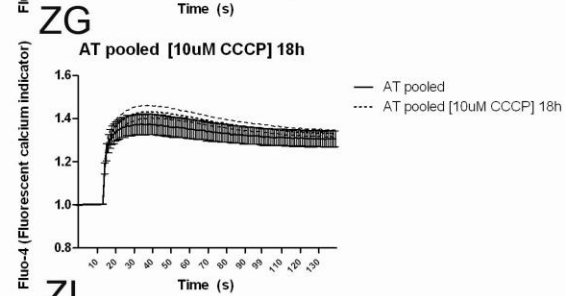 Time (s)
ZG
AT pooled [10uM CCCP] 18h
Fluo-4 (Fluorescent calcium indicator)
1.6
1.4
1.2
1.0
0.8
10 20 30 40 50 60 70 80 90 99 110 120 130
Time (s)
AT pooled
AT pooled [10uM CCCP] 18h